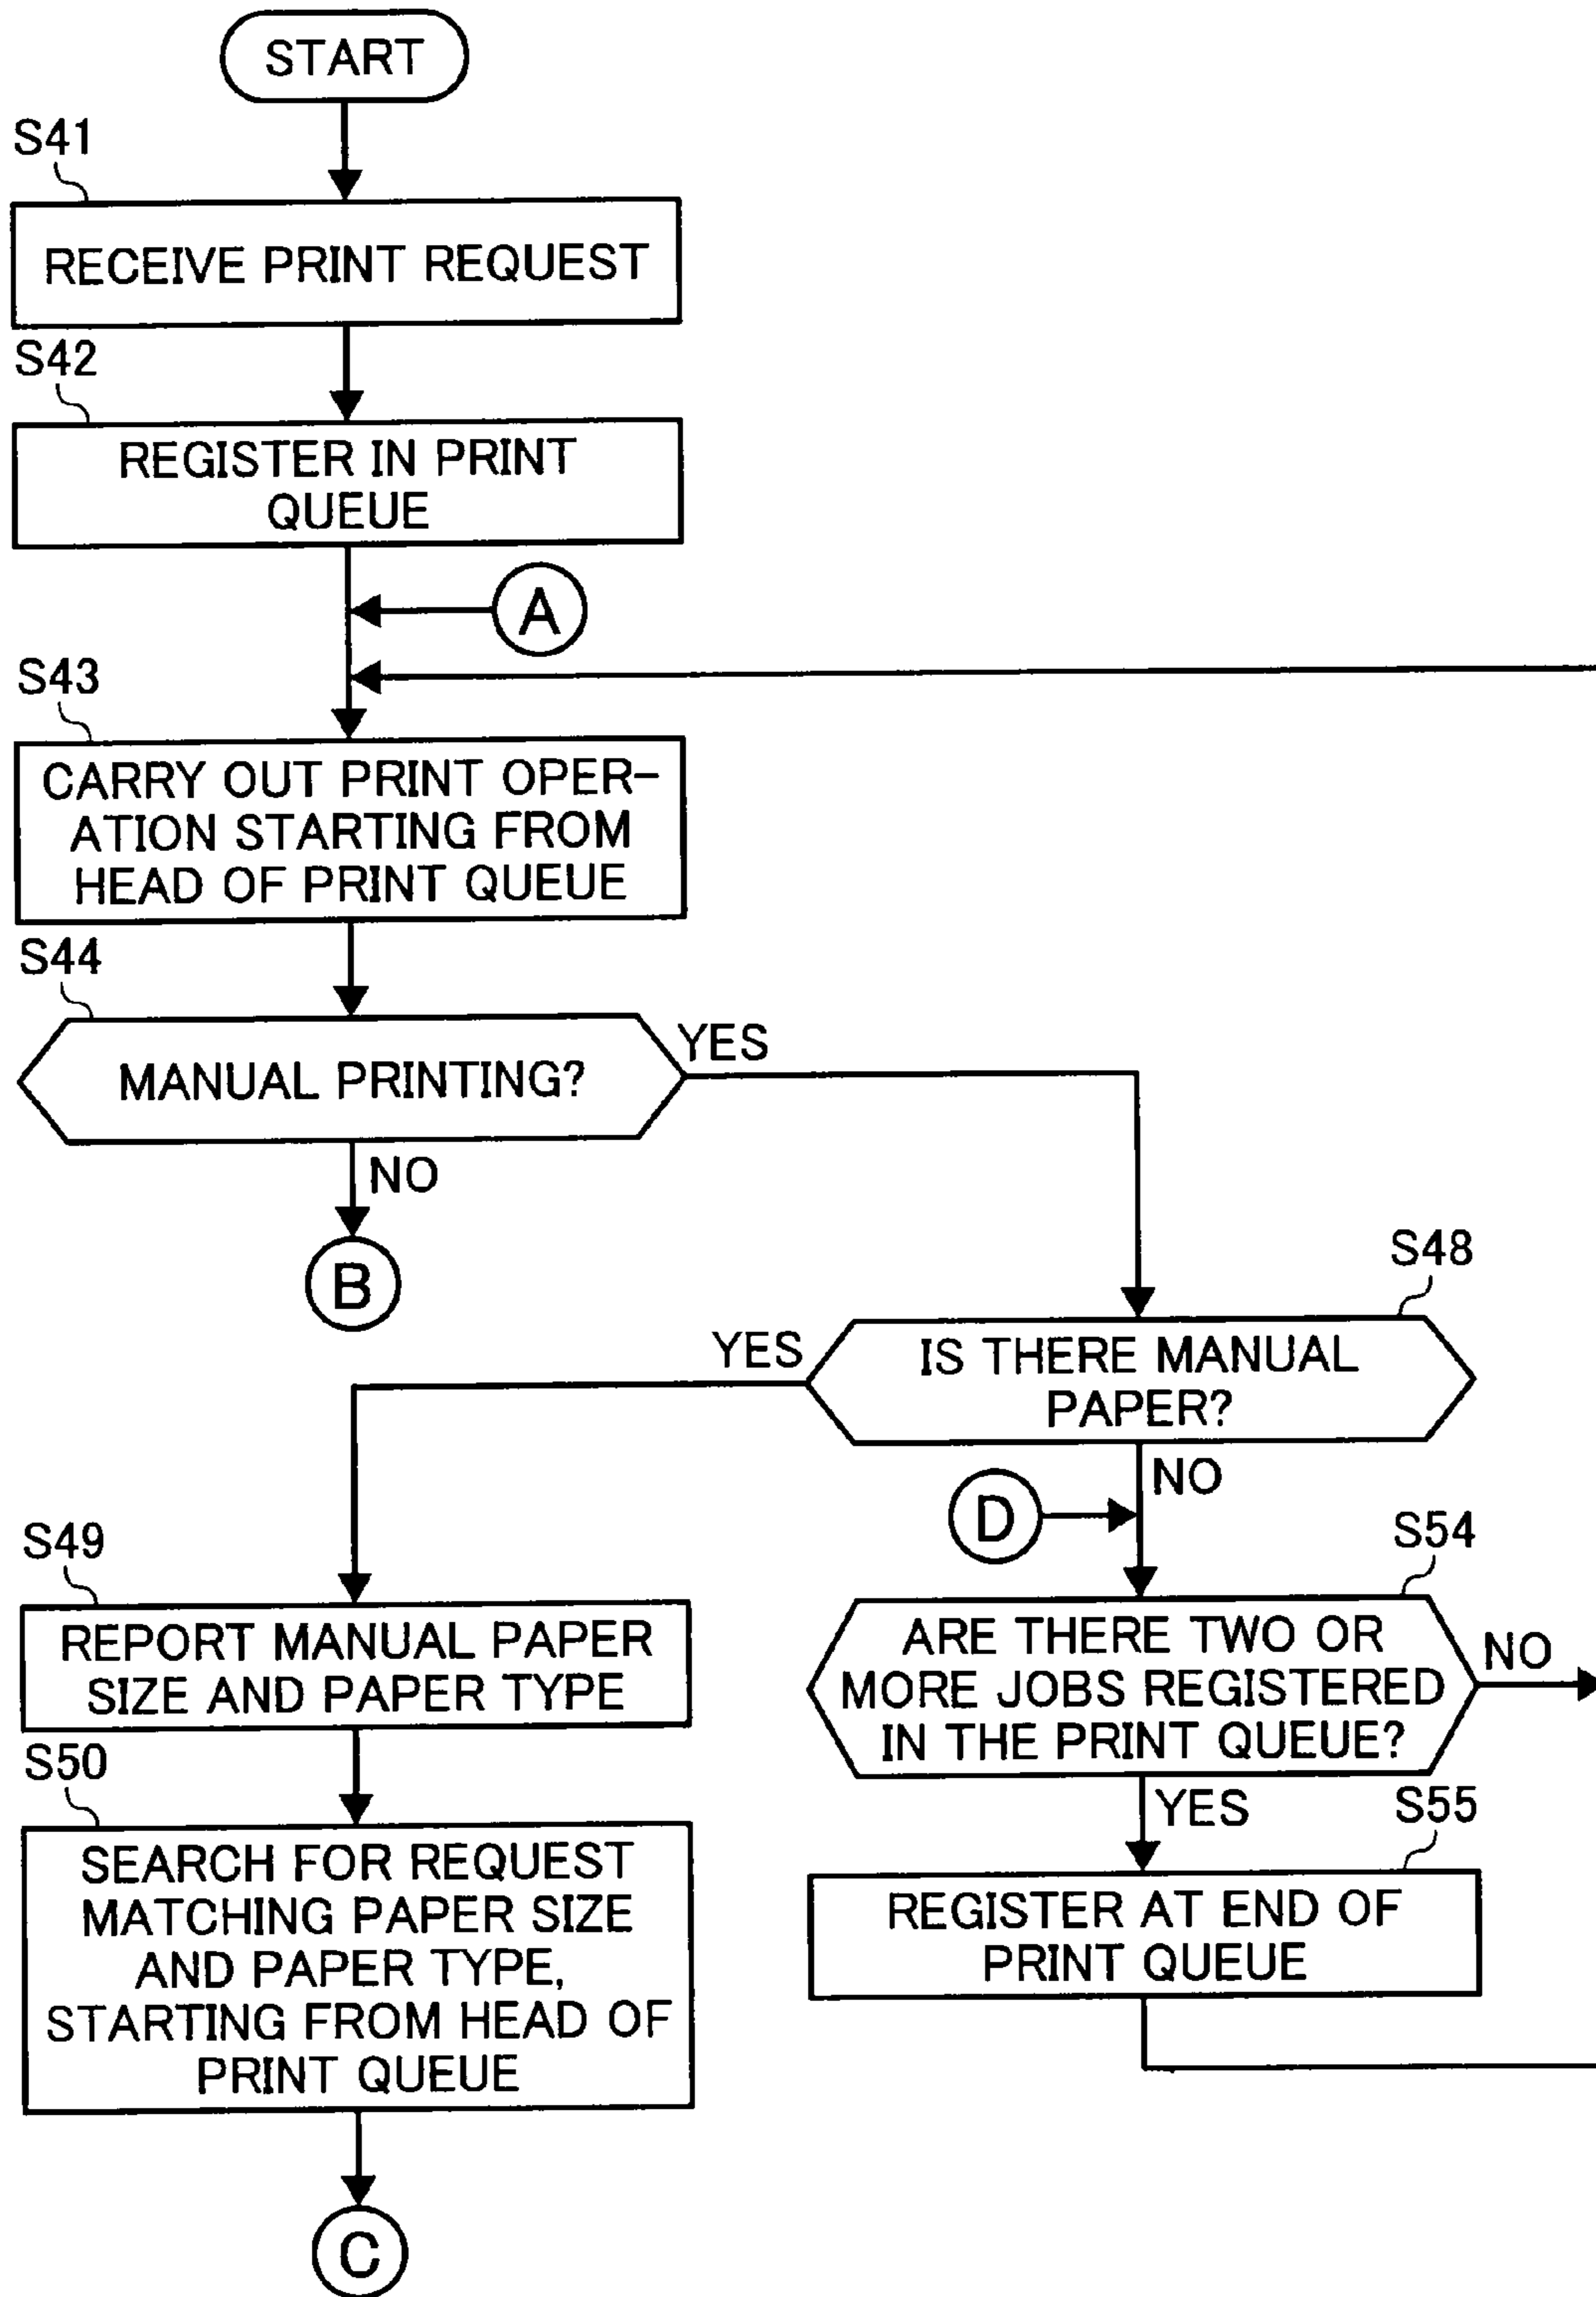 START
S41
RECEIVE PRINT REQUEST
S42
REGISTER IN PRINT
QUEUE
A
S43
CARRY OUT PRINT OPER-
ATION STARTING FROM
HEAD OF PRINT QUEUE
S44
MANUAL PRINTING?
YES
NO
B
S48
IS THERE MANUAL
PAPER?
YES
NO
D
S49
REPORT MANUAL PAPER
SIZE AND PAPER TYPE
S54
ARE THERE TWO OR
MORE JOBS REGISTERED
IN THE PRINT QUEUE?
NO
YES
S50
SEARCH FOR REQUEST
MATCHING PAPER SIZE
AND PAPER TYPE,
STARTING FROM HEAD OF
PRINT QUEUE
S55
REGISTER AT END OF
PRINT QUEUE
C